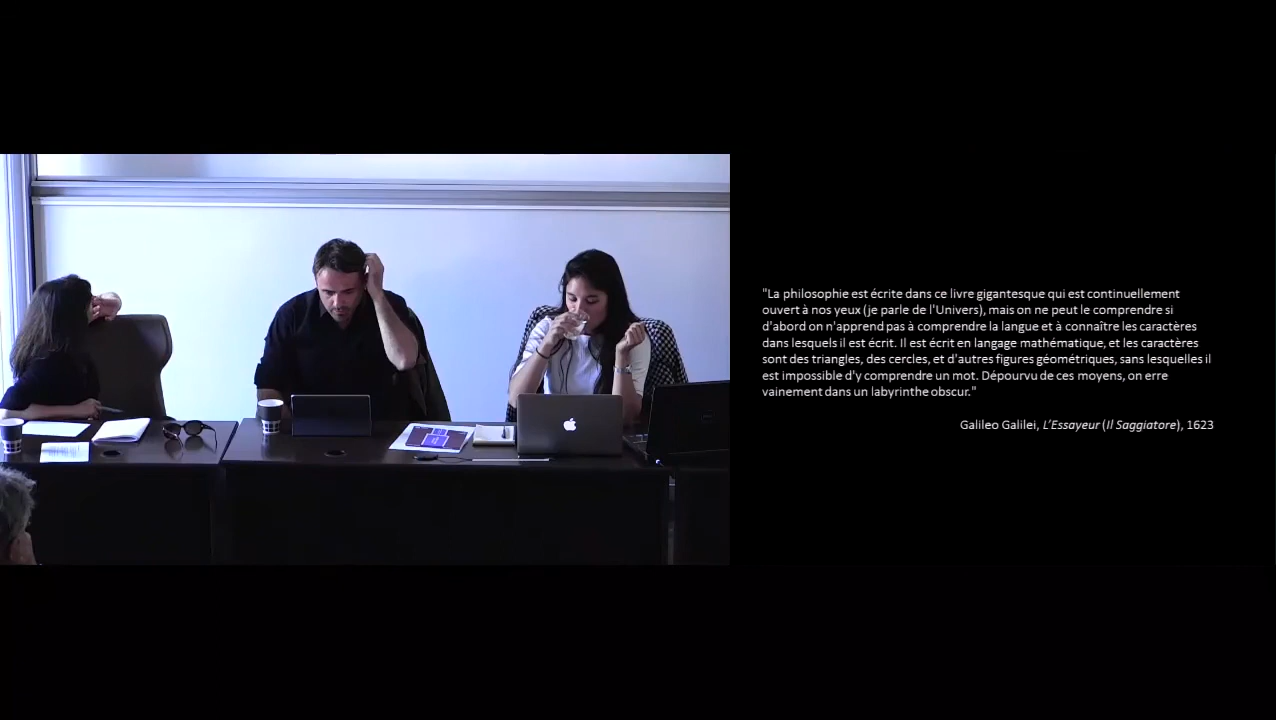 "La philosophie est écrite dans ce livre gigantesque qui est continuellement
ouvert à nos yeux (je parle de l'Univers), mais on ne peut le comprendre si
d'abord on n'apprend pas à comprendre la langue et à connaître les caractères
dans lesquels il est écrit. Il est écrit en langage mathématique, et les caractères
sont des triangles, des cercles, et d'autres figures géométriques, sans lesquelles il
est impossible d'y comprendre un mot. Dépourvu de ces moyens, on erre
vainement dans un labyrinthe obscur."
Galileo Galilei, L'Essayeur (Il Saggiatore), 1623